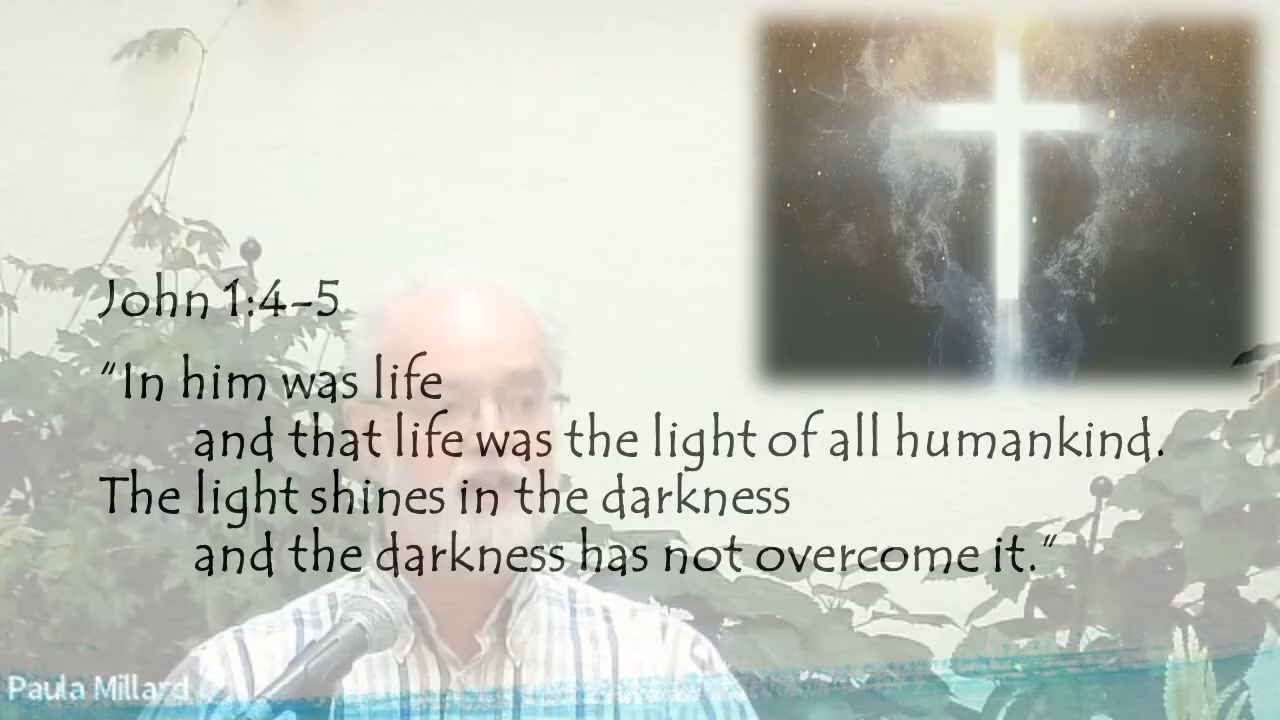 John 1:4-5
“In him was life
and that life was the light of all humankind.
The light shines in the darkness
and the darkness has not overcome it.”
Paula Millard